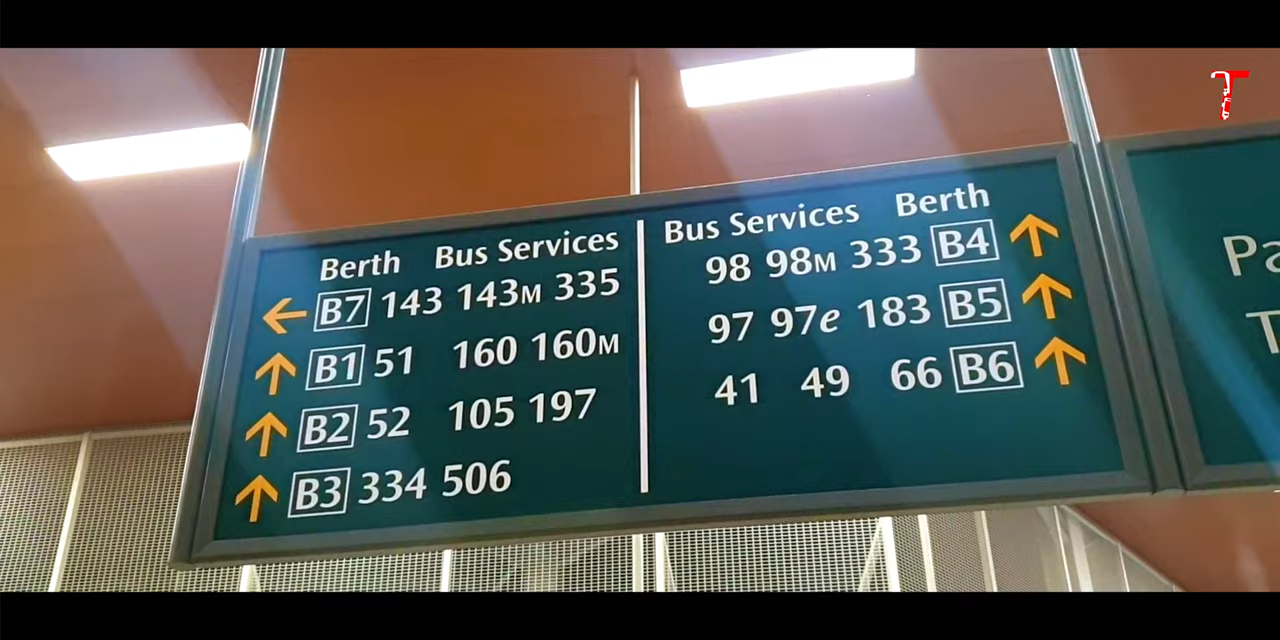 Berth Bus Services
B7 143 143M 335
B1 51 160 160M
B2 52 105 197
B3 334 506
Bus Services Berth
98 98M 333 B4
97 97e 183 B5
41 49 66 B6